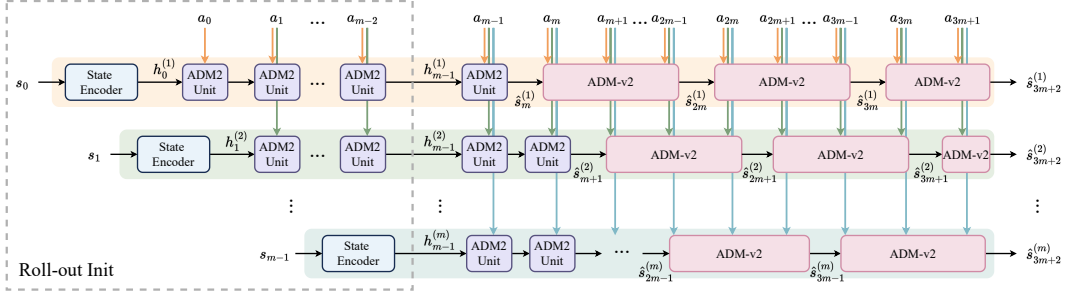 a_0 a_1 ... a_{m-2} a_{m-1} a_m a_{m+1} ... a_{2m-1} a_{2m} a_{2m+1} ... a_{3m-1} a_{3m} a_{3m+1}
s_0 State Encoder h_0^{(1)} ADM2 Unit ADM2 Unit ... ADM2 Unit h_{m-1}^{(1)} ADM2 Unit ŝ_m^{(1)} ADM-v2 ŝ_{2m}^{(1)} ADM-v2 ŝ_{3m}^{(1)} ADM-v2 ŝ_{3m+2}^{(1)}
s_1 State Encoder h_1^{(2)} ADM2 Unit ... ADM2 Unit h_{m-1}^{(2)} ADM2 Unit ADM2 Unit ŝ_{m+1}^{(2)} ADM-v2 ŝ_{2m+1}^{(2)} ADM-v2 ŝ_{3m+1}^{(2)} ADM-v2 ŝ_{3m+2}^{(2)}
⋮ ⋮ ⋮
s_{m-1} State Encoder h_{m-1}^{(m)} ADM2 Unit ADM2 Unit ... ŝ_{2m-1}^{(m)} ADM-v2 ŝ_{3m-1}^{(m)} ADM-v2 ŝ_{3m+2}^{(m)}
Roll-out Init